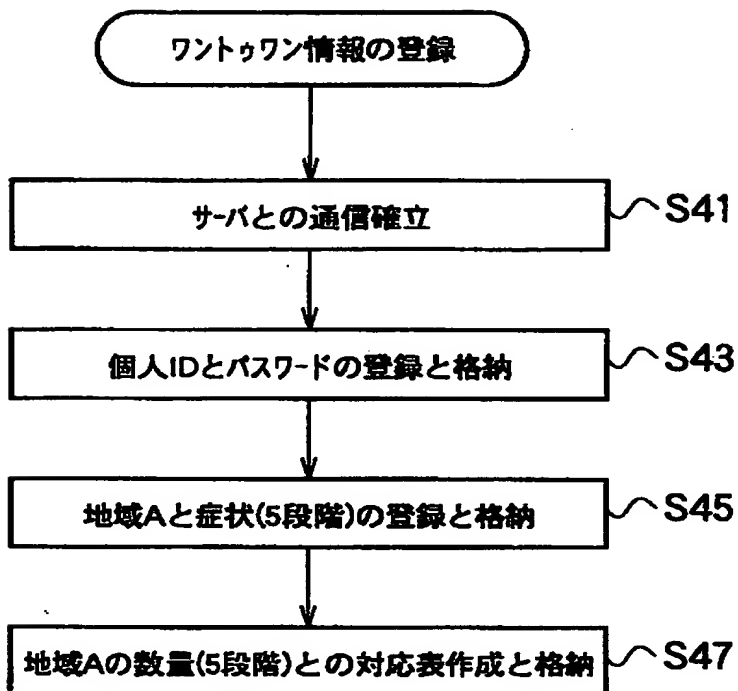 ワントゥワン情報の登録
サーバとの通信確立
S41
個人IDとパスワードの登録と格納
S43
地域Aと症状(5段階)の登録と格納
S45
地域Aの数量(5段階)との対応表作成と格納
S47